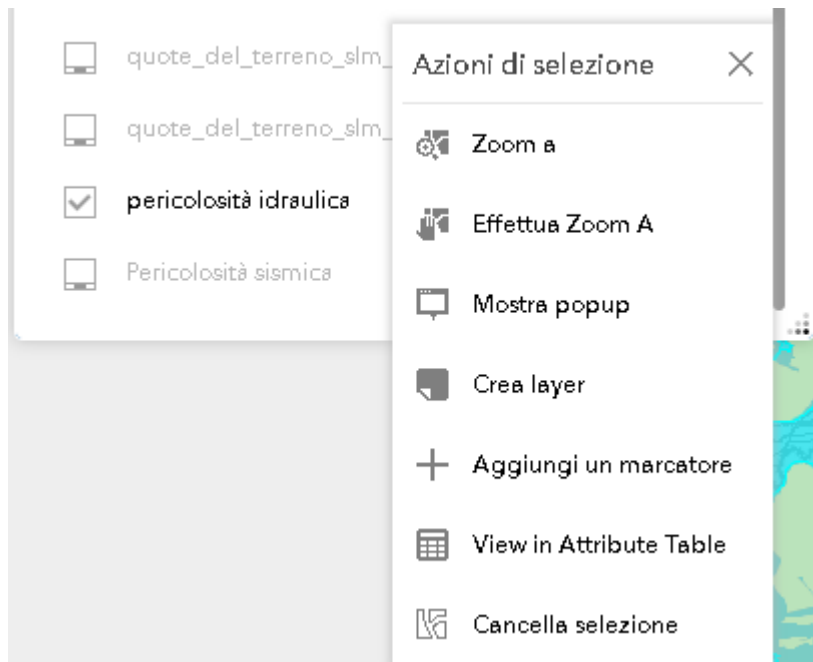 quote_del_terreno_slm_
quote_del_terreno_slm_
pericolosità idraulica
Pericolosità sismica
Azioni di selezione
Zoom a
Effettua Zoom A
Mostra popup
Crea layer
Aggiungi un marcatore
View in Attribute Table
Cancella selezione